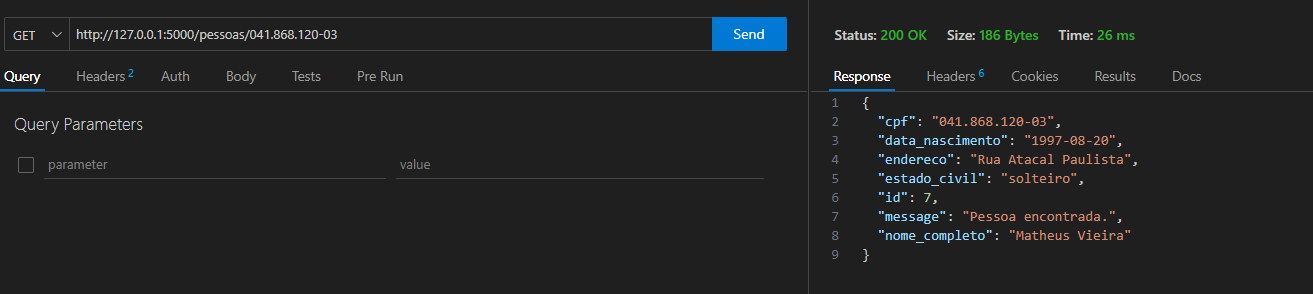 GET http://127.0.0.1:5000/pessoas/041.868.120-03 Send
Query Headers 2 Auth Body Tests Pre Run
Query Parameters
parameter value
Status: 200 OK Size: 186 Bytes Time: 26 ms
Response Headers 6 Cookies Results Docs
1 {
2 "cpf": "041.868.120-03",
3 "data_nascimento": "1997-08-20",
4 "endereco": "Rua Atacal Paulista",
5 "estado_civil": "solteiro",
6 "id": 7,
7 "message": "Pessoa encontrada.",
8 "nome_completo": "Matheus Vieira"
9 }